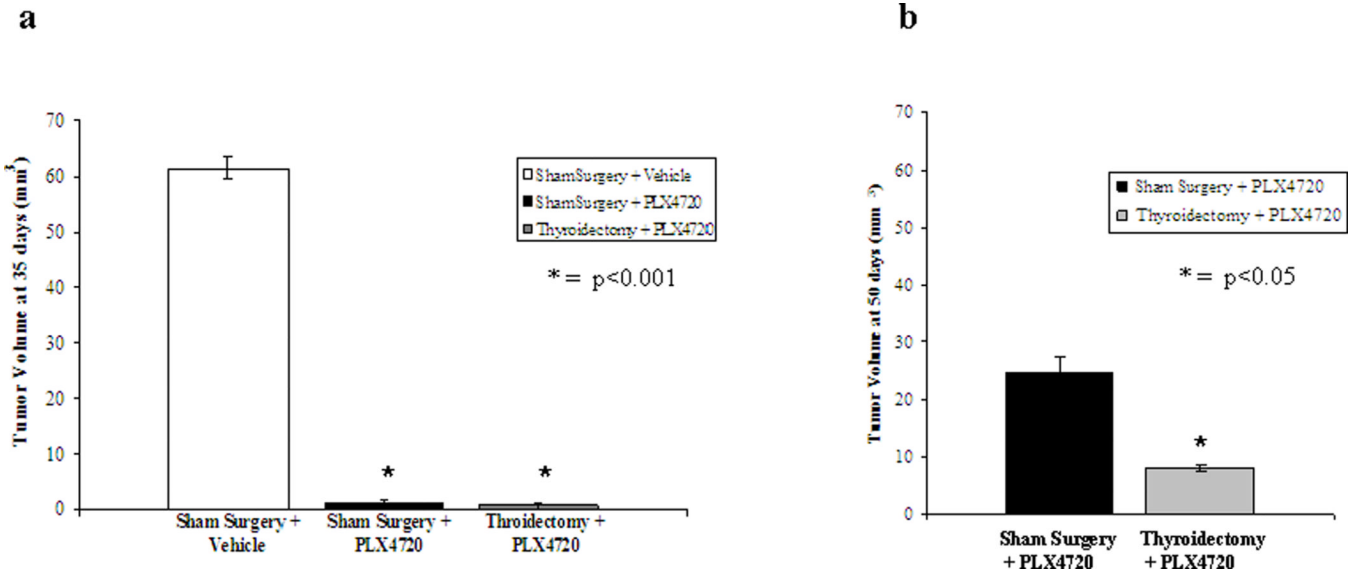 a
Tumor Volume at 35 days (mm3)
70
60
50
40
30
20
10
0
ShamSurgery + Vehicle
ShamSurgery + PLX4720
Thyroidectomy + PLX4720
* = p<0.001
*
*
Sham Surgery +
Vehicle
Sham Surgery +
PLX4720
Throidectomy +
PLX4720
b
Tumor Volume at 50 days (mm 3)
70
60
50
40
30
20
10
0
Sham Surgery + PLX4720
Thyroidectomy + PLX4720
* = p<0.05
*
Sham Surgery
+ PLX4720
Thyroidectomy
+ PLX4720